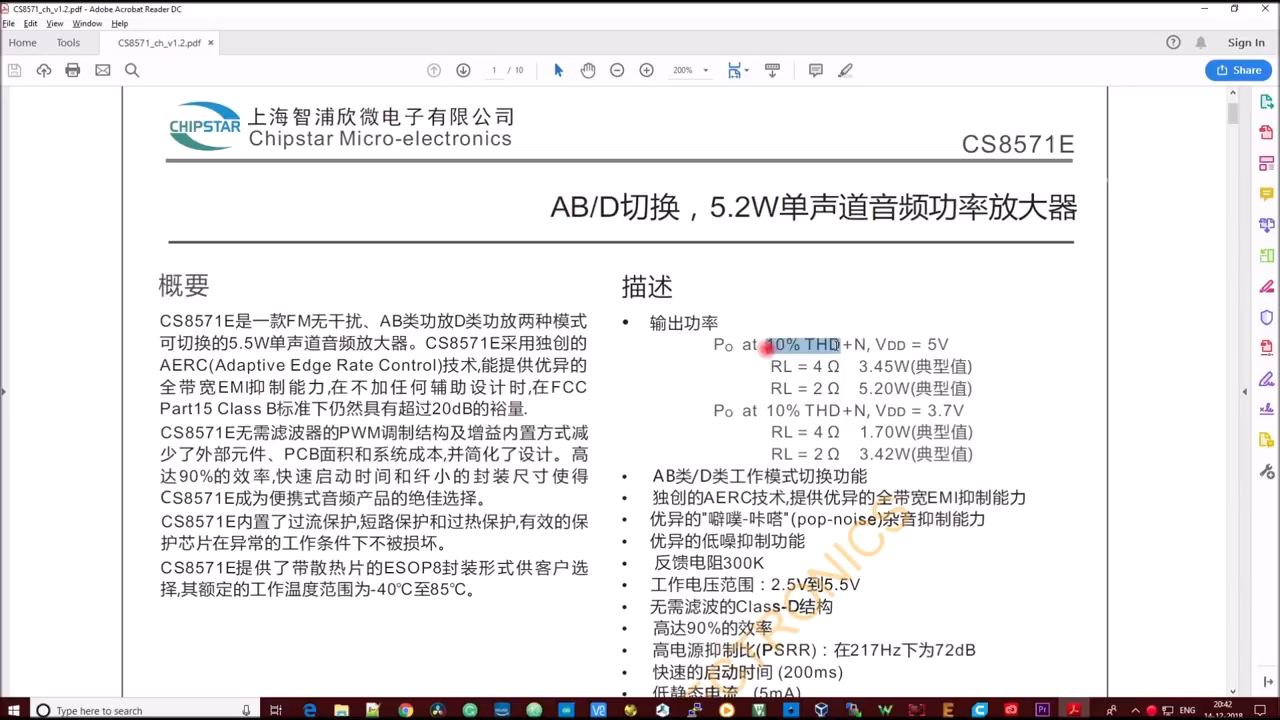 CS8571_ch_v1.2.pdf - Adobe Acrobat Reader DC
File Edit View Window Help
Home Tools CS8571_ch_v1.2.pdf × Sign In
1 / 10 200% Share
CHIPSTAR
上海智浦欣微电子有限公司
Chipstar Micro-electronics
CS8571E
AB/D切换，5.2W单声道音频功率放大器
概要
CS8571E是一款FM无干扰、AB类功放D类功放两种模式
可切换的5.5W单声道音频放大器。CS8571E采用独创的
AERC(Adaptive Edge Rate Control)技术,能提供优异的
全带宽EMI抑制能力,在不加任何辅助设计时,在FCC
Part15 Class B标准下仍然具有超过20dB的裕量.
CS8571E无需滤波器的PWM调制结构及增益内置方式减
少了外部元件、PCB面积和系统成本,并简化了设计。高
达90%的效率,快速启动时间和纤小的封装尺寸使得
CS8571E成为便携式音频产品的绝佳选择。
CS8571E内置了过流保护,短路保护和过热保护,有效的保
护芯片在异常的工作条件下不被损坏。
CS8571E提供了带散热片的ESOP8封装形式供客户选
择,其额定的工作温度范围为-40℃至85℃。
描述
• 输出功率
PO at 10% THD+N, VDD = 5V
RL = 4 Ω 3.45W(典型值)
RL = 2 Ω 5.20W(典型值)
PO at 10% THD+N, VDD = 3.7V
RL = 4 Ω 1.70W(典型值)
RL = 2 Ω 3.42W(典型值)
• AB类/D类工作模式切换功能
• 独创的AERC技术,提供优异的全带宽EMI抑制能力
• 优异的"噼噗-咔嗒"(pop-noise)杂音抑制能力
• 优异的低噪抑制功能
• 反馈电阻300K
• 工作电压范围：2.5V到5.5V
• 无需滤波的Class-D结构
• 高达90%的效率
• 高电源抑制比(PSRR)：在217Hz下为72dB
• 快速的启动时间 (200ms)
• 低静态电流 (5mA)
CTRONICS
Type here to search
ENG
20:42
14-12-2018